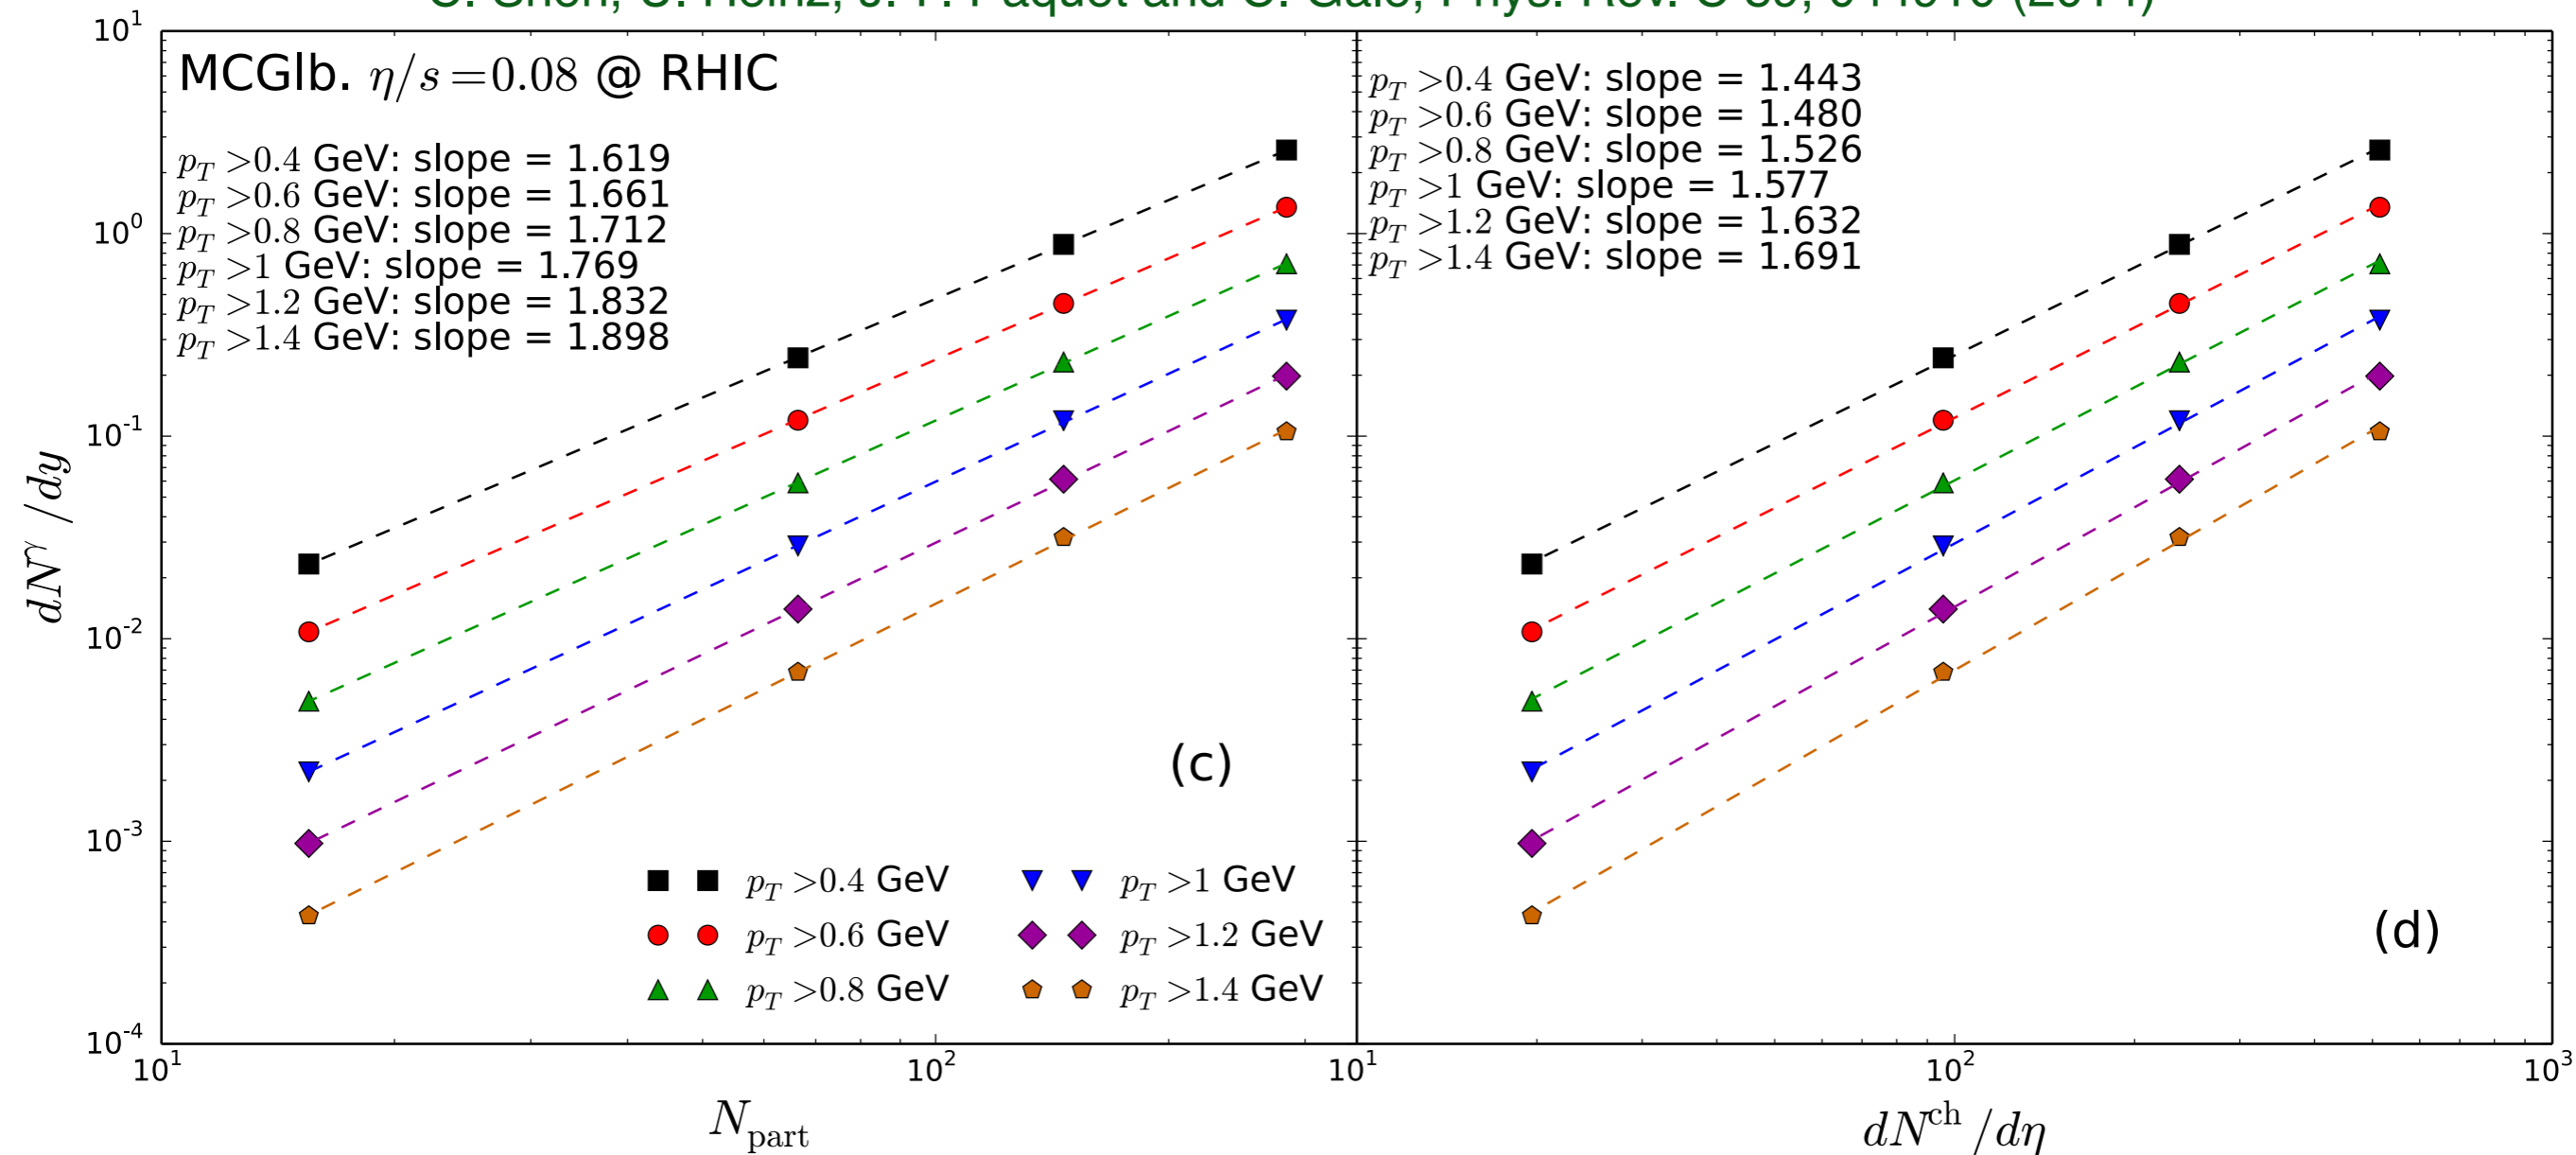 MCGlb. η/s=0.08 @ RHIC
p_T >0.4 GeV: slope = 1.619
p_T >0.6 GeV: slope = 1.661
p_T >0.8 GeV: slope = 1.712
p_T >1 GeV: slope = 1.769
p_T >1.2 GeV: slope = 1.832
p_T >1.4 GeV: slope = 1.898
p_T >0.4 GeV: slope = 1.443
p_T >0.6 GeV: slope = 1.480
p_T >0.8 GeV: slope = 1.526
p_T >1 GeV: slope = 1.577
p_T >1.2 GeV: slope = 1.632
p_T >1.4 GeV: slope = 1.691
10^1
10^0
10^-1
10^-2
10^-3
10^-4
dN^γ /dy
(c)
(d)
p_T >0.4 GeV
p_T >0.6 GeV
p_T >0.8 GeV
p_T >1 GeV
p_T >1.2 GeV
p_T >1.4 GeV
10^1 10^2 10^1 10^2 10^3
N_part
dN^ch /dη